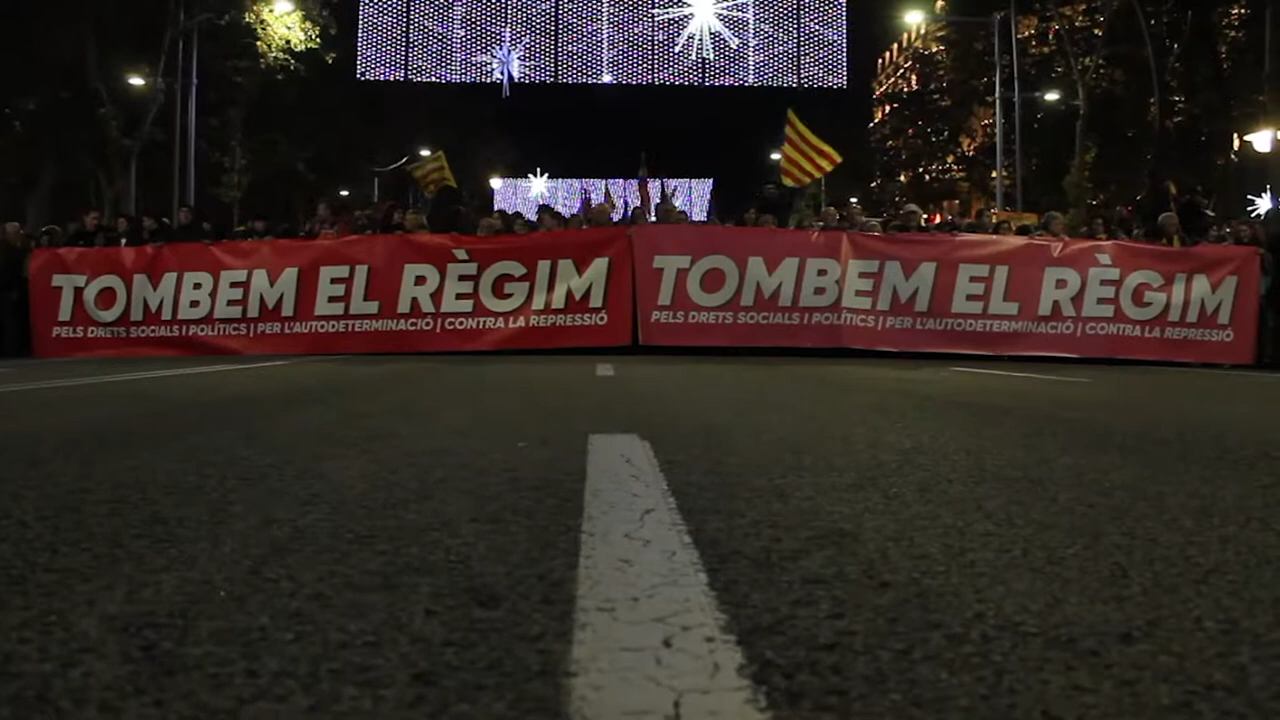 TOMBEM EL RÈGIM
PELS DRETS SOCIALS I POLÍTICS | PER L'AUTODETERMINACIÓ | CONTRA LA REPRESSIÓ
TOMBEM EL RÈGIM
PELS DRETS SOCIALS I POLÍTICS | PER L'AUTODETERMINACIÓ | CONTRA LA REPRESSIÓ